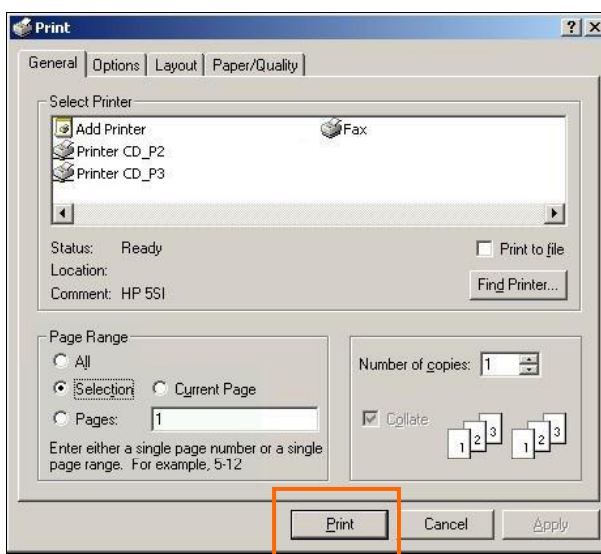 Print
General Options Layout Paper/Quality
Select Printer
Add Printer Fax
Printer CD_P2
Printer CD_P3
Status: Ready Print to file
Location:
Comment: HP 5SI Find Printer...
Page Range
All Number of copies: 1
Selection Current Page
Pages: 1 Collate
Enter either a single page number or a single
page range. For example, 5-12
1 2 3 1 2 3
Print Cancel Apply